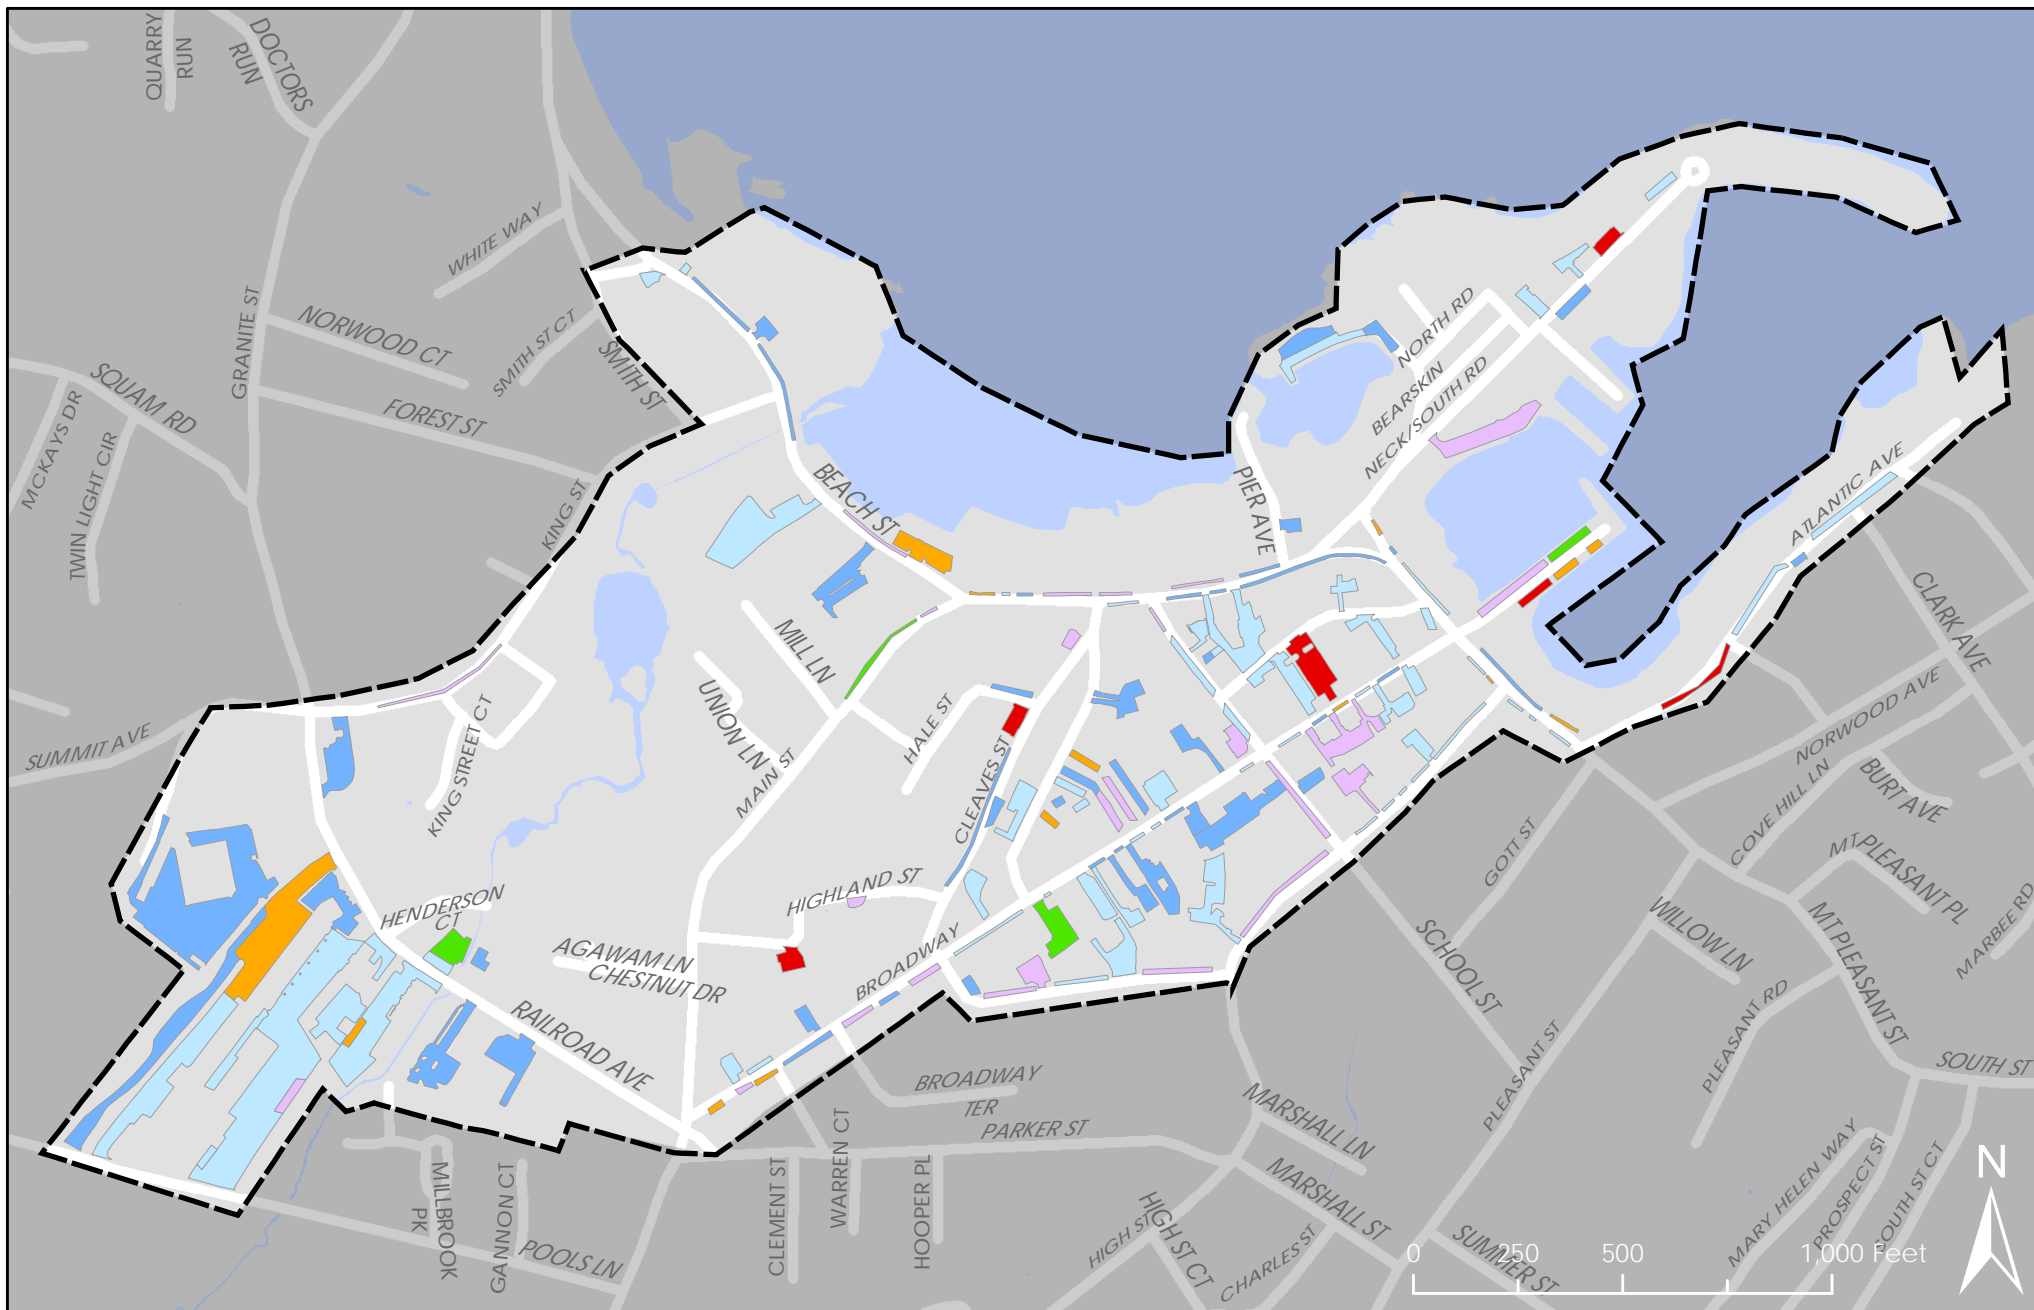 QUARRY
RUN
DOCTORS
RUN
WHITE WAY
GRANITE ST
NORWOOD CT
SMITH ST CT
SMITH ST
SQUAM RD
MCKAYS DR
TWIN LIGHT CIR
FOREST ST
KING ST
BEACH ST
PIER AVE
NORTH RD
BEARSKIN
NECK/SOUTH RD
ATLANTIC AVE
CLARK AVE
MILL LN
UNION LN
MAIN ST
HALE ST
CLEAVES ST
KING STREET CT
SUMMIT AVE
NORWOOD AVE
COVE HILL LN
BURT AVE
MT PLEASANT PL
GOTT ST
HENDERSON
CT
HIGHLAND ST
AGAWAM LN
CHESTNUT DR
BROADWAY
RAILROAD AVE
SCHOOL ST
WILLOW LN
MT PLEASANT ST
MARBEE RD
PLEASANT RD
PLEASANT ST
SOUTH ST
BROADWAY
TER
PARKER ST
MARSHALL LN
MARSHALL ST
MILLBROOK
PK
GANNON CT
POOLS LN
CLEMENT ST
WARREN CT
HOOPER PL
HIGH ST
HIGH ST CT
CHARLES ST
SUMMER ST
MARY HELEN WAY
PROSPECT ST
SOUTH ST CT
N
0 250 500 1,000 Feet